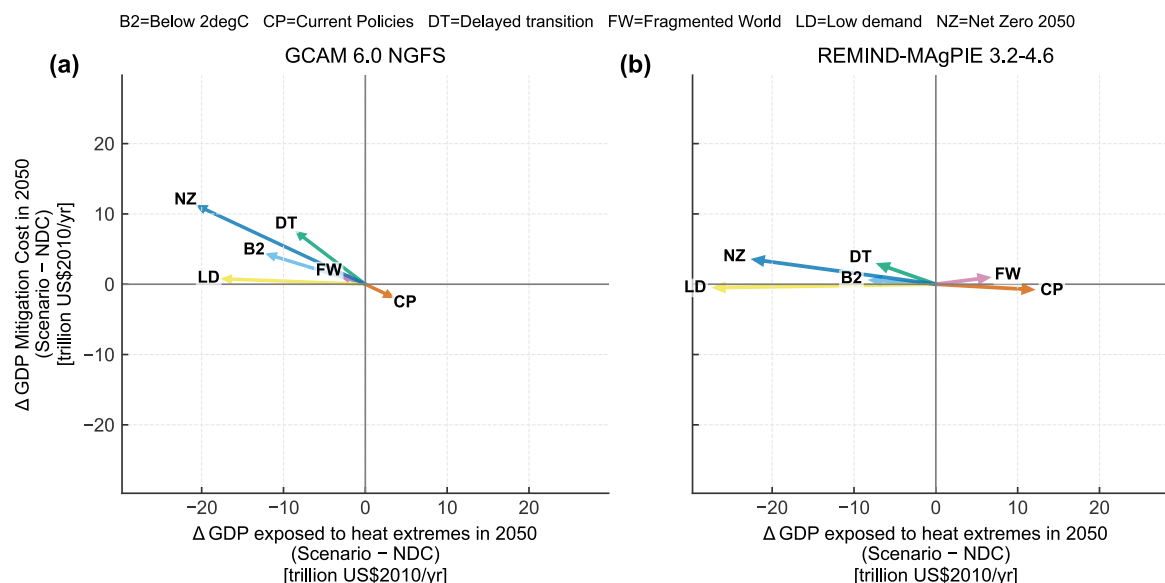 B2=Below 2degC CP=Current Policies DT=Delayed transition FW=Fragmented World LD=Low demand NZ=Net Zero 2050
(a) GCAM 6.0 NGFS
(b) REMIND-MAgPIE 3.2-4.6
Δ GDP Mitigation Cost in 2050
(Scenario − NDC)
[trillion US$2010/yr]
20
10
0
−10
−20
NZ
DT
B2
FW
LD
CP
−20 −10 0 10 20
Δ GDP exposed to heat extremes in 2050
(Scenario − NDC)
[trillion US$2010/yr]
NZ
DT
B2
FW
LD
CP
−20 −10 0 10 20
Δ GDP exposed to heat extremes in 2050
(Scenario − NDC)
[trillion US$2010/yr]